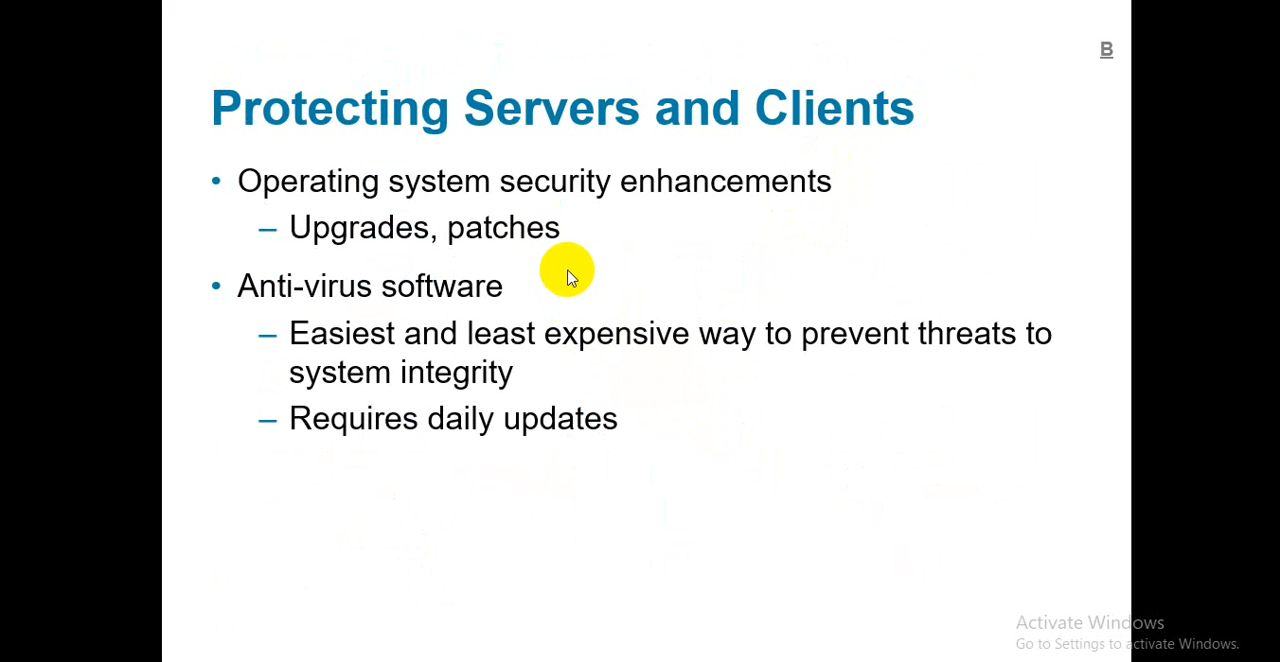 B
Protecting Servers and Clients
• Operating system security enhancements
– Upgrades, patches
• Anti-virus software
– Easiest and least expensive way to prevent threats to
system integrity
– Requires daily updates
Activate Windows
Go to Settings to activate Windows.